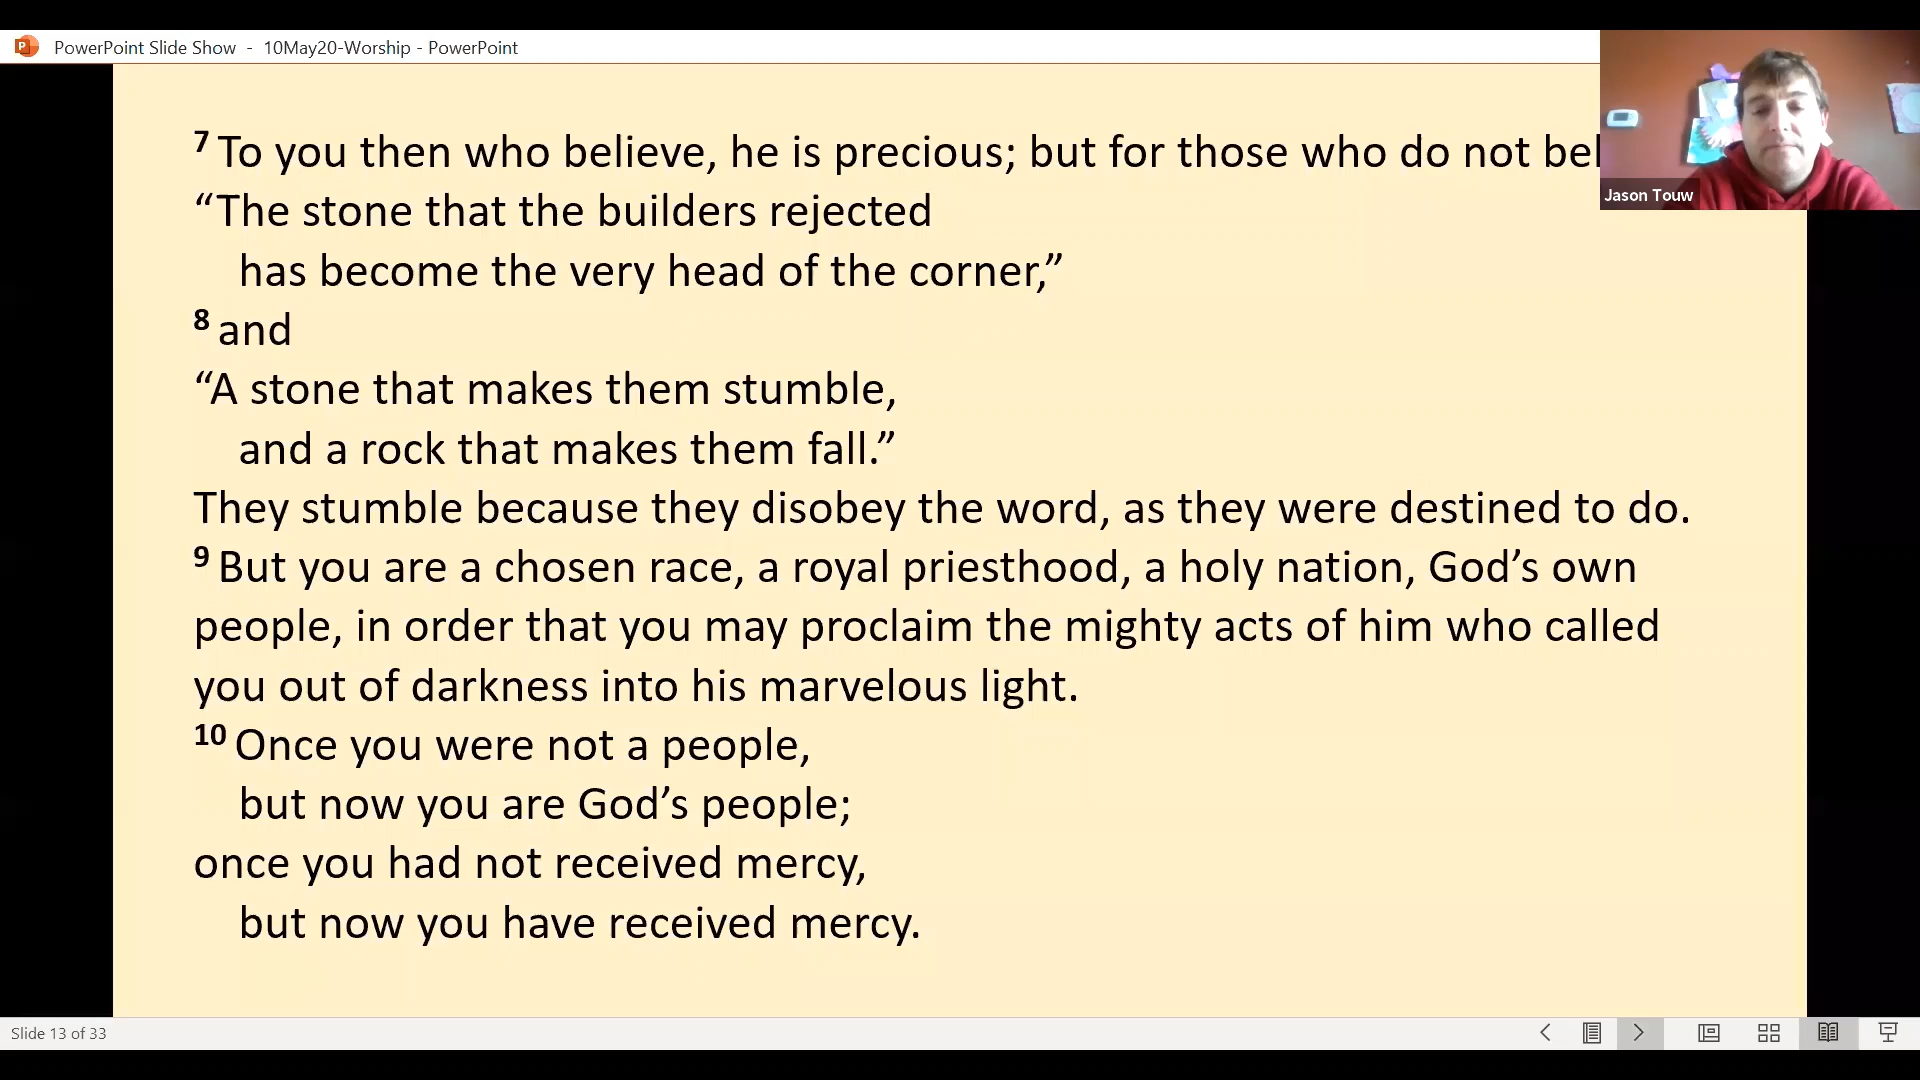 PowerPoint Slide Show - 10May20-Worship - PowerPoint
7 To you then who believe, he is precious; but for those who do not
“The stone that the builders rejected
has become the very head of the corner,”
8 and
“A stone that makes them stumble,
and a rock that makes them fall.”
They stumble because they disobey the word, as they were destined to do.
9 But you are a chosen race, a royal priesthood, a holy nation, God’s own
people, in order that you may proclaim the mighty acts of him who called
you out of darkness into his marvelous light.
10 Once you were not a people,
but now you are God’s people;
once you had not received mercy,
but now you have received mercy.
Jason Touw
Slide 13 of 33